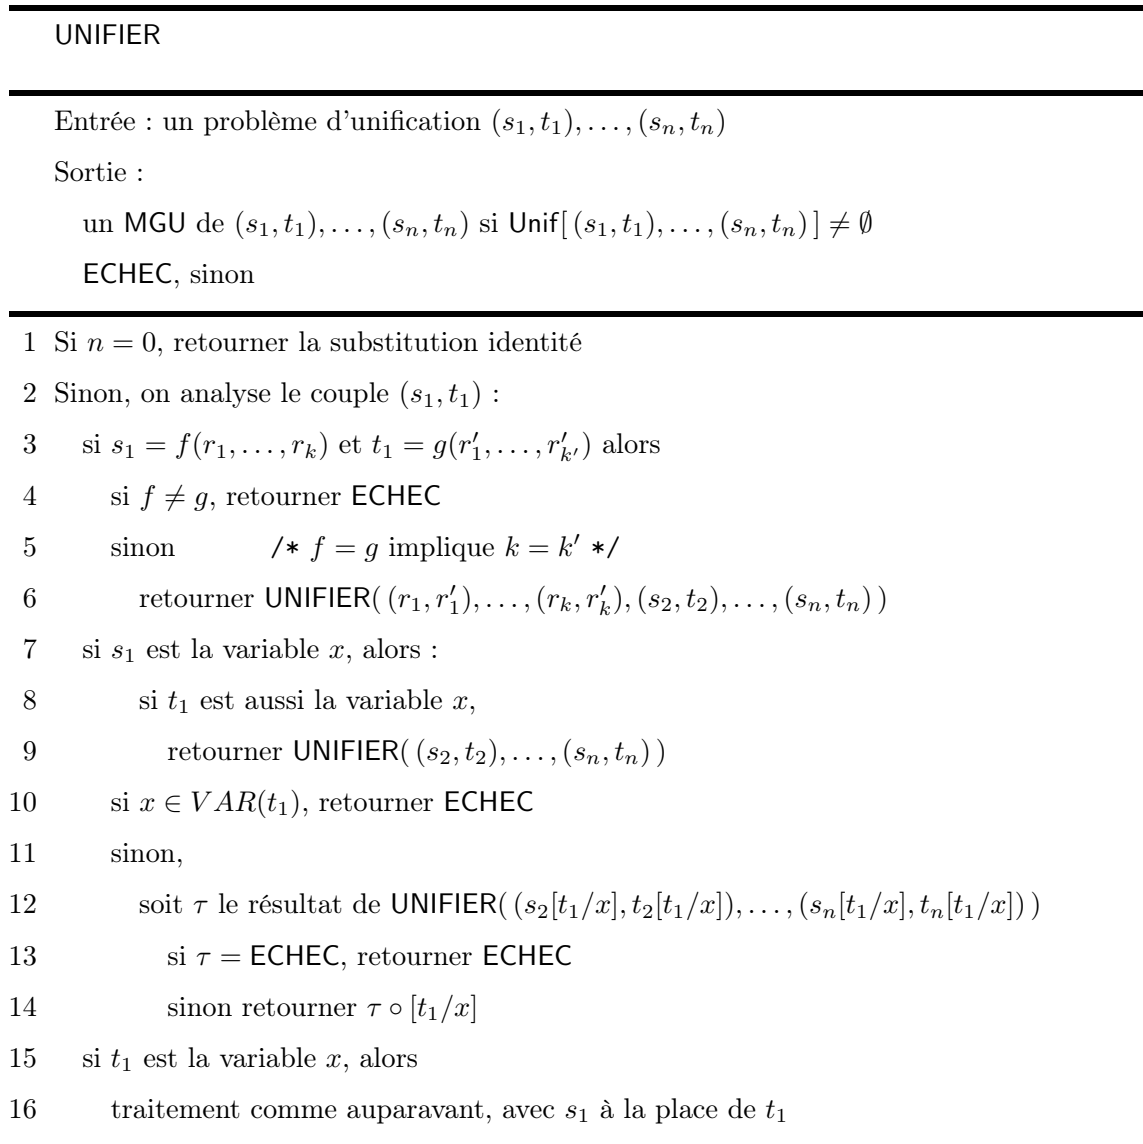 UNIFIER
Entrée : un problème d'unification (s₁, t₁), . . . , (sₙ, tₙ)
Sortie :
un MGU de (s₁, t₁), . . . , (sₙ, tₙ) si Unif[ (s₁, t₁), . . . , (sₙ, tₙ) ] ≠ ∅
ECHEC, sinon
1 Si n = 0, retourner la substitution identité
2 Sinon, on analyse le couple (s₁, t₁) :
3 si s₁ = f(r₁, . . . , rₖ) et t₁ = g(r′₁, . . . , r′ₖ′) alors
4 si f ≠ g, retourner ECHEC
5 sinon /* f = g implique k = k′ */
6 retourner UNIFIER( (r₁, r′₁), . . . , (rₖ, r′ₖ), (s₂, t₂), . . . , (sₙ, tₙ) )
7 si s₁ est la variable x, alors :
8 si t₁ est aussi la variable x,
9 retourner UNIFIER( (s₂, t₂), . . . , (sₙ, tₙ) )
10 si x ∈ VAR(t₁), retourner ECHEC
11 sinon,
12 soit τ le résultat de UNIFIER( (s₂[t₁/x], t₂[t₁/x]), . . . , (sₙ[t₁/x], tₙ[t₁/x]) )
13 si τ = ECHEC, retourner ECHEC
14 sinon retourner τ ∘ [t₁/x]
15 si t₁ est la variable x, alors
16 traitement comme auparavant, avec s₁ à la place de t₁